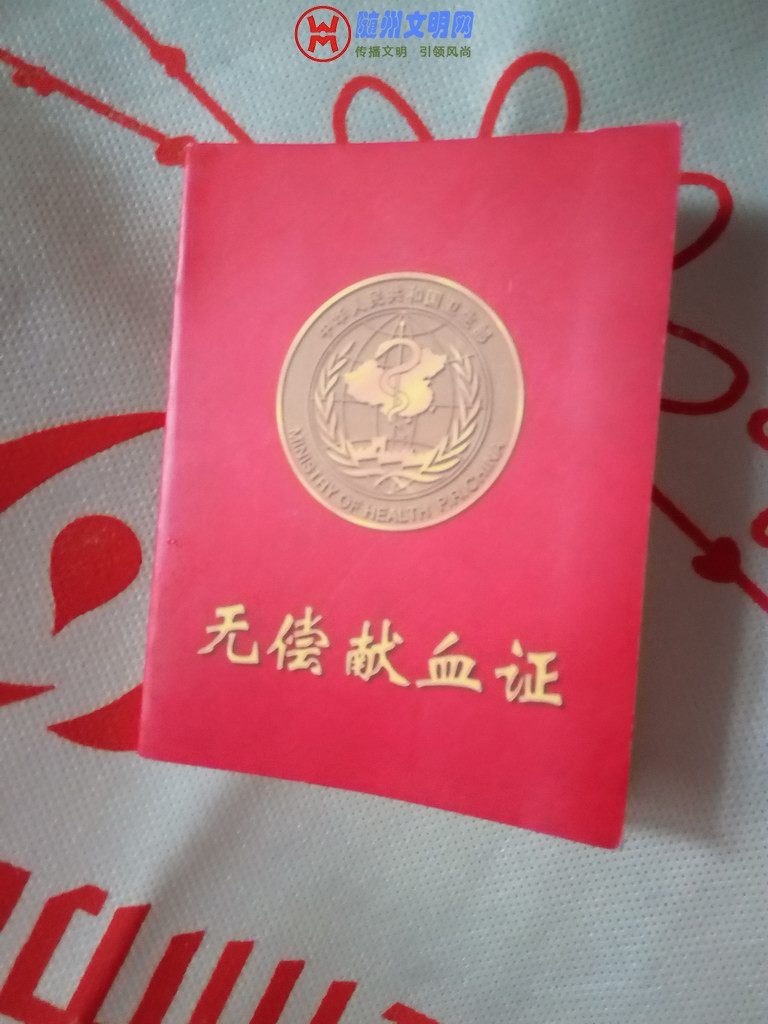 随州文明网
传播文明 引领风尚
中华人民共和国卫生部
MINISTRY OF HEALTH P.R. CHINA
无偿献血证